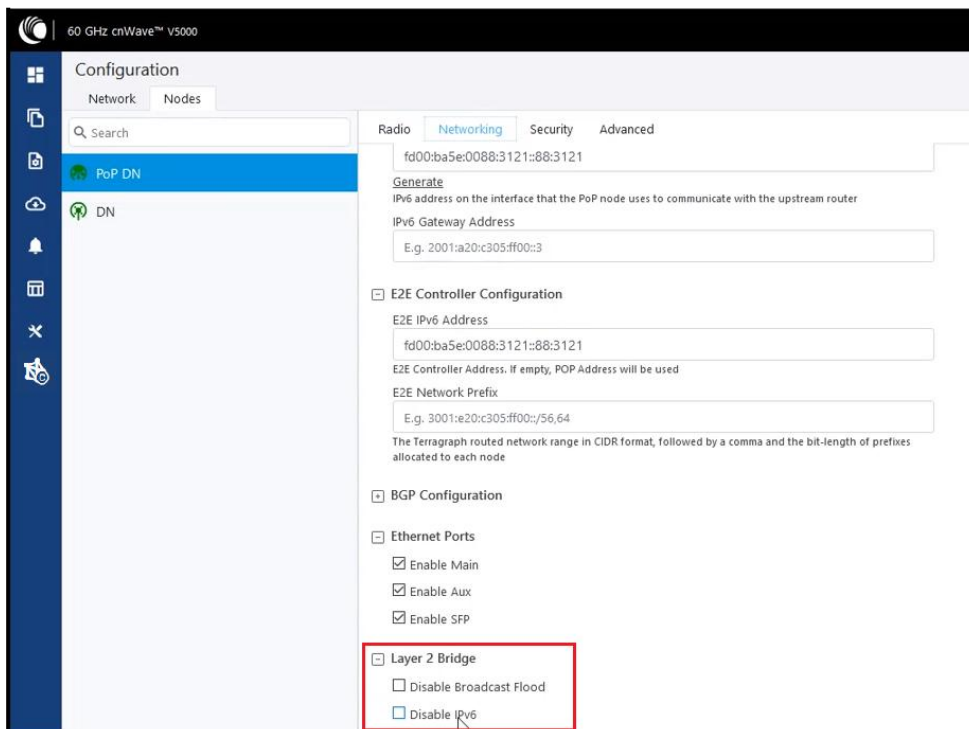 60 GHz cnWave™ V5000
Configuration
Network Nodes
Search
PoP DN
DN
Radio Networking Security Advanced
fd00:ba5e:0088:3121::88:3121
Generate
IPv6 address on the interface that the PoP node uses to communicate with the upstream router
IPv6 Gateway Address
E.g. 2001:a20:c305:ff00::3
E2E Controller Configuration
E2E IPv6 Address
fd00:ba5e:0088:3121::88:3121
E2E Controller Address. If empty, POP Address will be used
E2E Network Prefix
E.g. 3001:e20:c305:ff00::/56,64
The Terragraph routed network range in CIDR format, followed by a comma and the bit-length of prefixes
allocated to each node
BGP Configuration
Ethernet Ports
Enable Main
Enable Aux
Enable SFP
Layer 2 Bridge
Disable Broadcast Flood
Disable IPv6